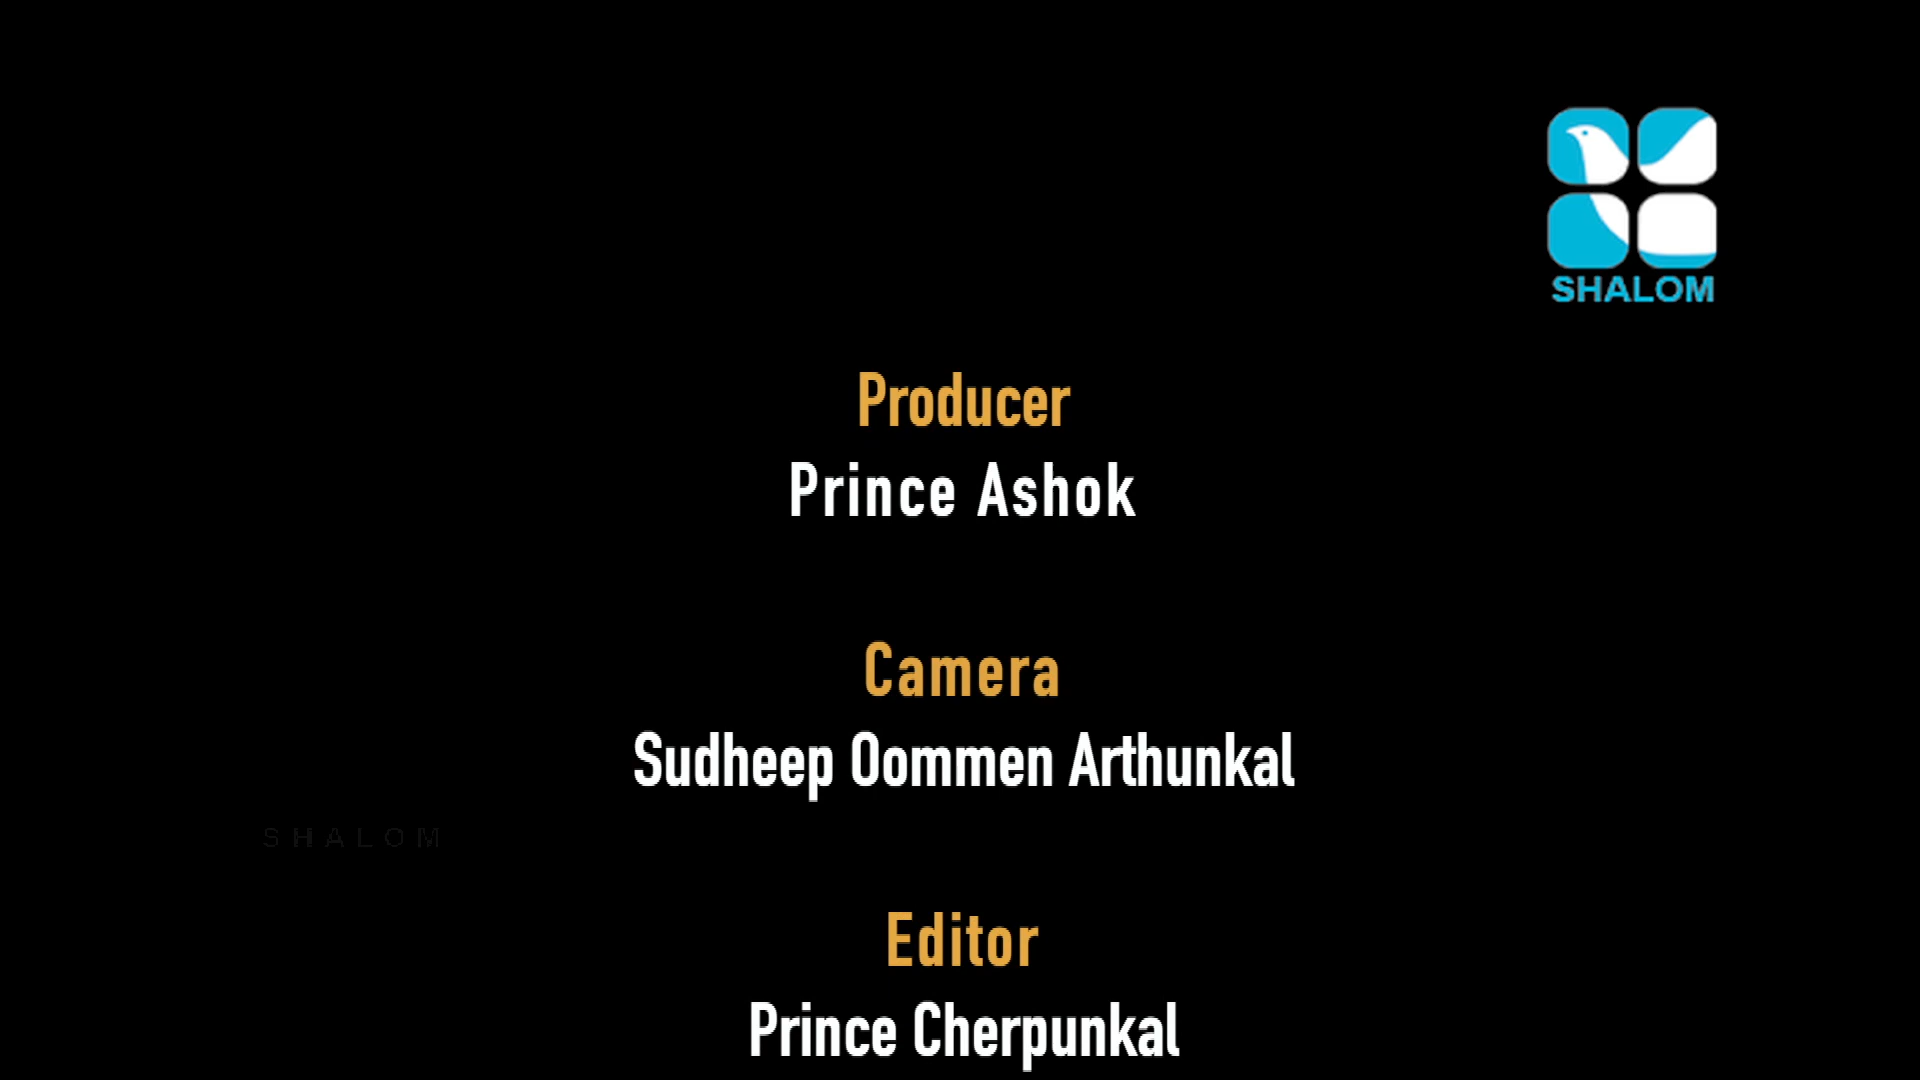 SHALOM
Producer
Prince Ashok
Camera
Sudheep Oommen Arthunkal
SHALOM
Editor
Prince Cherpunkal